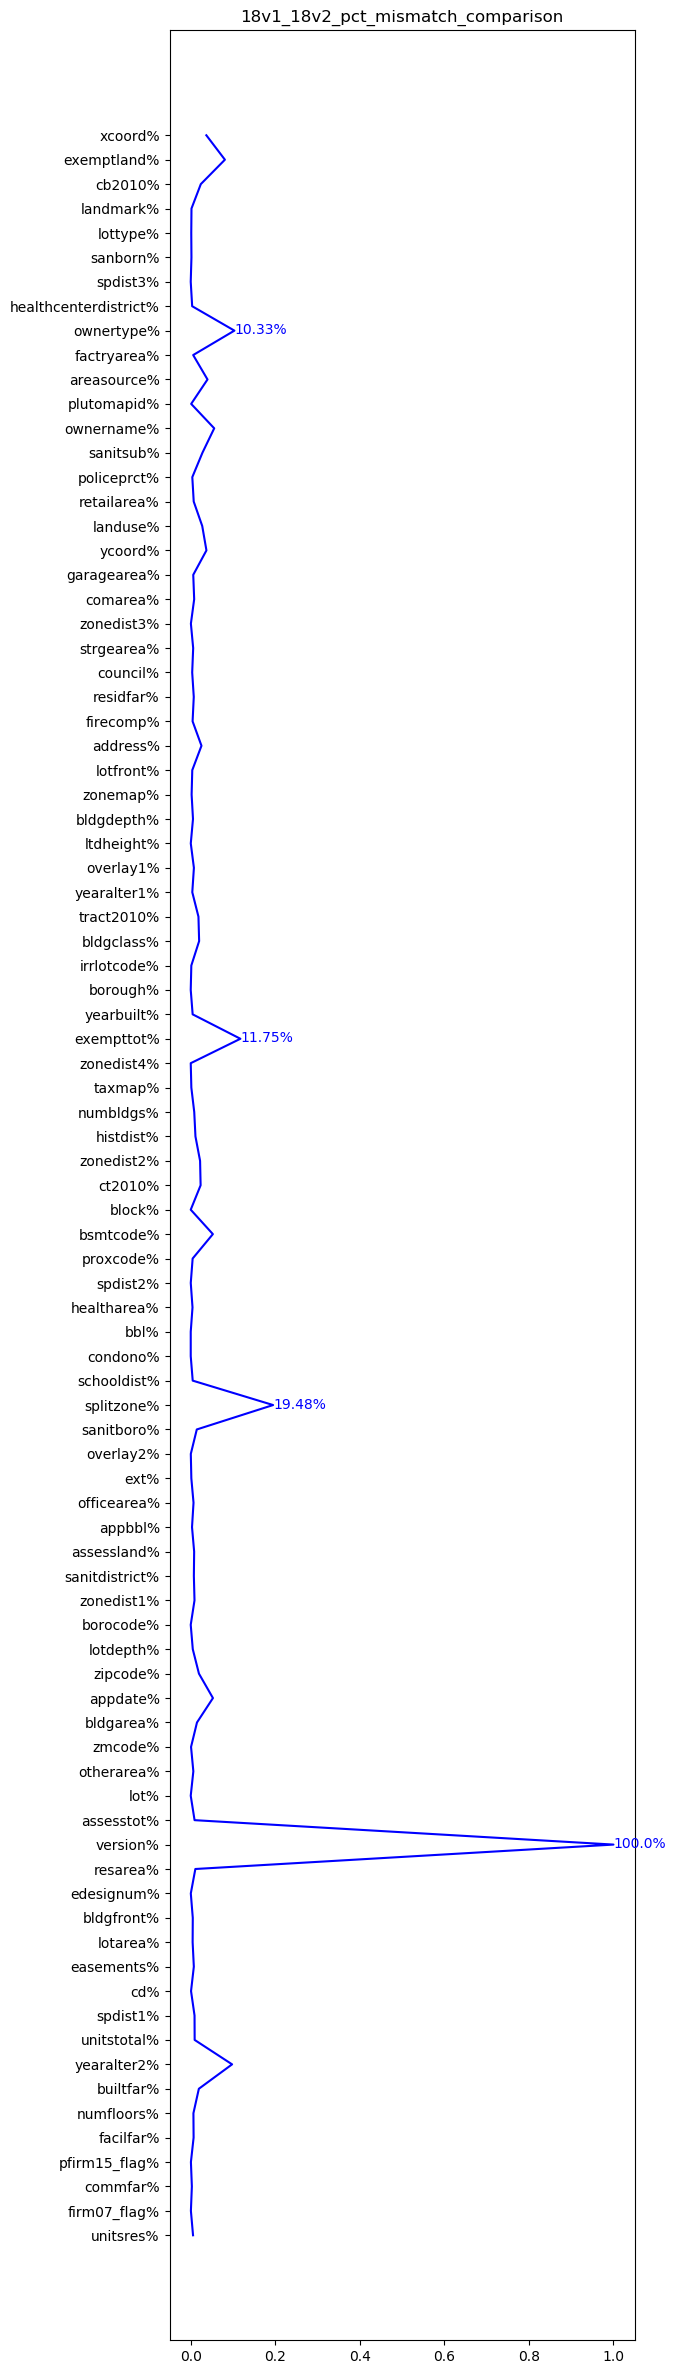 18v1_18v2_pct_mismatch_comparison
xcoord%
exemptland%
cb2010%
landmark%
lottype%
sanborn%
spdist3%
healthcenterdistrict%
ownertype% 10.33%
factryarea%
areasource%
plutomapid%
ownername%
sanitsub%
policeprct%
retailarea%
landuse%
ycoord%
garagearea%
comarea%
zonedist3%
strgearea%
council%
residfar%
firecomp%
address%
lotfront%
zonemap%
bldgdepth%
ltdheight%
overlay1%
yearalter1%
tract2010%
bldgclass%
irrlotcode%
borough%
yearbuilt%
exempttot% 11.75%
zonedist4%
taxmap%
numbldgs%
histdist%
zonedist2%
ct2010%
block%
bsmtcode%
proxcode%
spdist2%
healtharea%
bbl%
condono%
schooldist%
splitzone% 19.48%
sanitboro%
overlay2%
ext%
officearea%
appbbl%
assessland%
sanitdistrict%
zonedist1%
borocode%
lotdepth%
zipcode%
appdate%
bldgarea%
zmcode%
otherarea%
lot%
assesstot%
version% 100.0%
resarea%
edesignum%
bldgfront%
lotarea%
easements%
cd%
spdist1%
unitstotal%
yearalter2%
builtfar%
numfloors%
facilfar%
pfirm15_flag%
commfar%
firm07_flag%
unitsres%
0.0 0.2 0.4 0.6 0.8 1.0